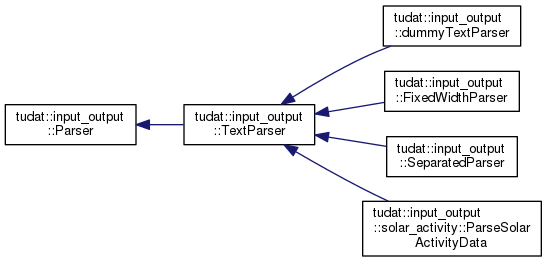 tudat::input_output
::Parser
tudat::input_output
::TextParser
tudat::input_output
::dummyTextParser
tudat::input_output
::FixedWidthParser
tudat::input_output
::SeparatedParser
tudat::input_output
::solar_activity::ParseSolar
ActivityData